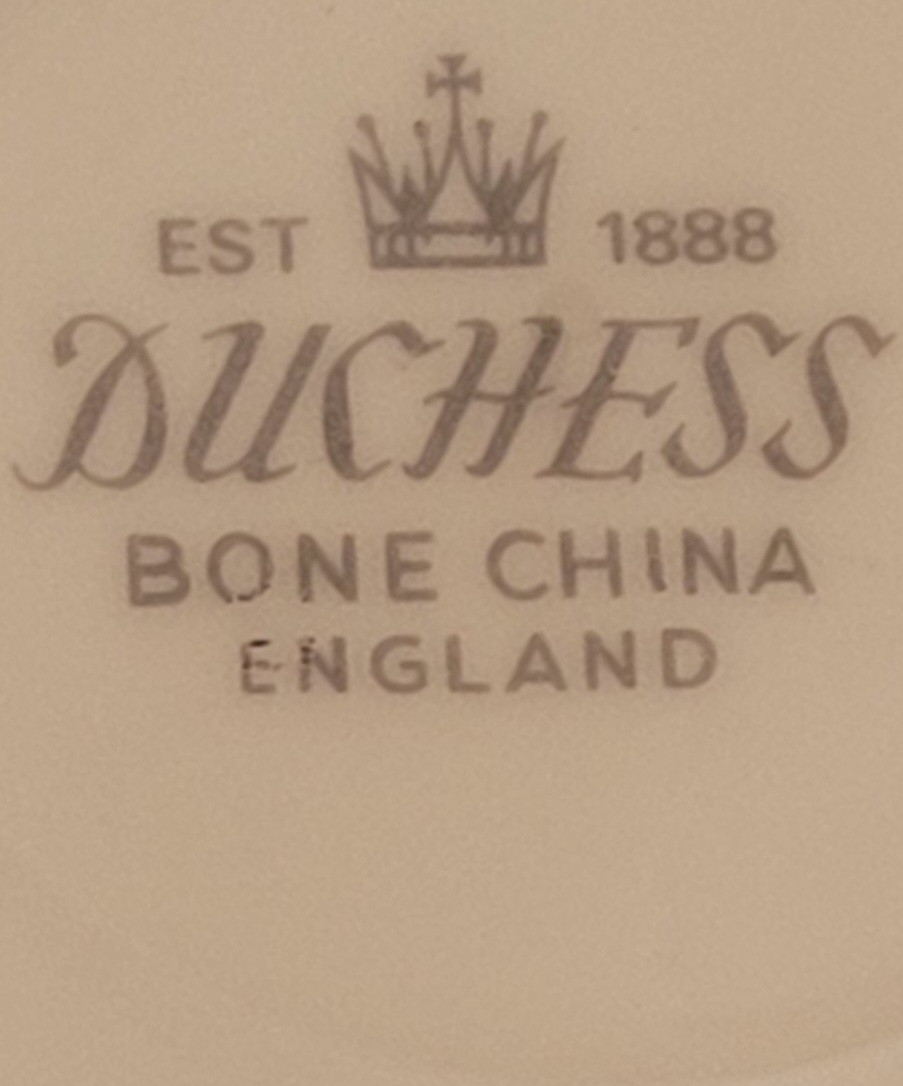 EST 1888
DUCHESS
BONE CHINA
ENGLAND